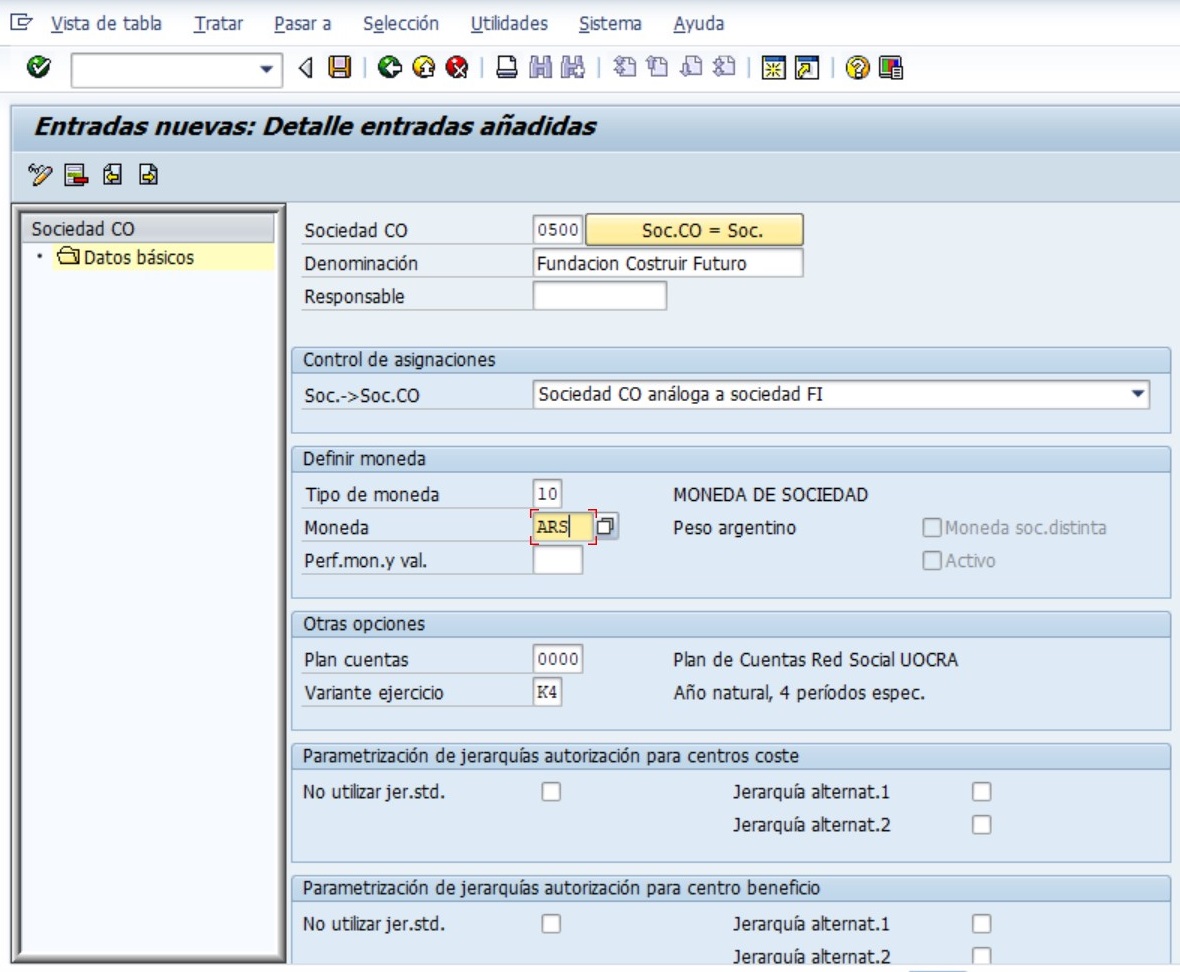 Vista de tabla Tratar Pasar a Selección Utilidades Sistema Ayuda
Entradas nuevas: Detalle entradas añadidas
Sociedad CO
Datos básicos
Sociedad CO 0500 Soc.CO = Soc.
Denominación Fundacion Costruir Futuro
Responsable
Control de asignaciones
Soc.->Soc.CO Sociedad CO análoga a sociedad FI
Definir moneda
Tipo de moneda 10 MONEDA DE SOCIEDAD
Moneda ARS Peso argentino Moneda soc.distinta
Perf.mon.y val. Activo
Otras opciones
Plan cuentas 0000 Plan de Cuentas Red Social UOCRA
Variante ejercicio K4 Año natural, 4 períodos espec.
Parametrización de jerarquías autorización para centros coste
No utilizar jer.std. Jerarquía alternat.1
Jerarquía alternat.2
Parametrización de jerarquías autorización para centro beneficio
No utilizar jer.std. Jerarquía alternat.1
Jerarquía alternat.2